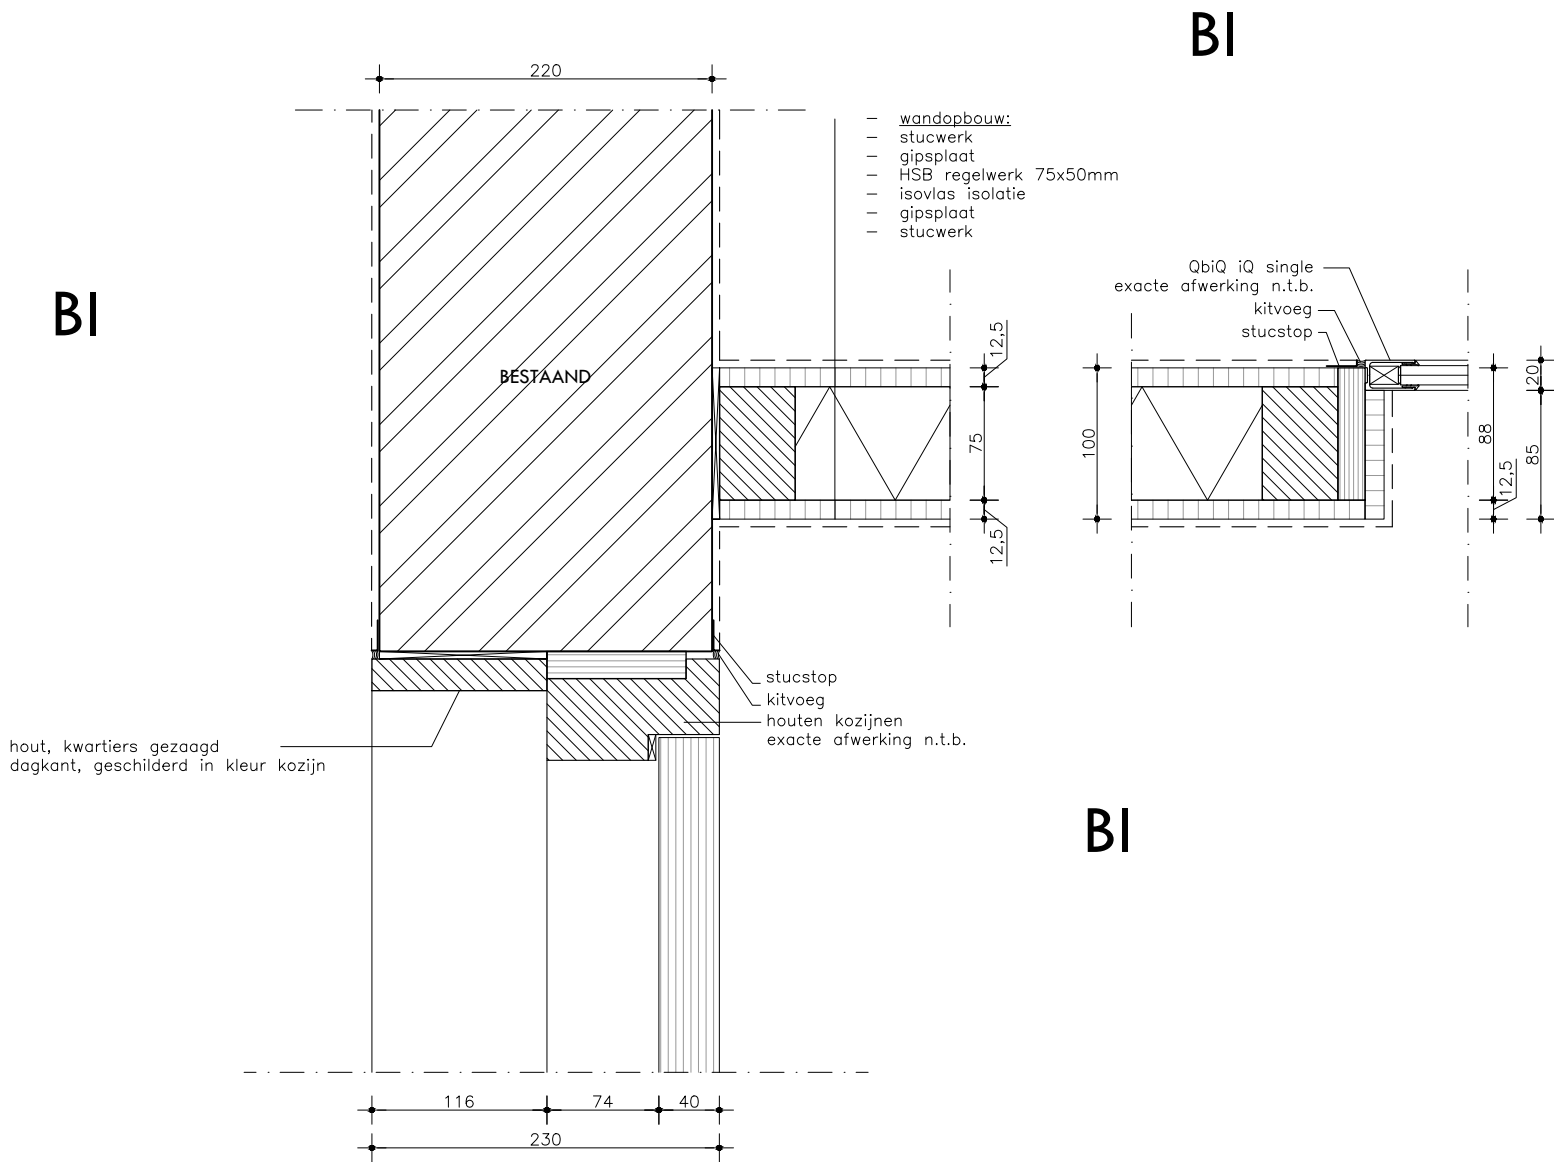 BI
220
– wandopbouw:
– stucwerk
– gipsplaat
– HSB regelwerk 75x50mm
– isovlas isolatie
– gipsplaat
– stucwerk
QbiQ iQ single
exacte afwerking n.t.b.
kitvoeg
stucstop
BI
BESTAAND
12,5
75
12,5
100
88
12,5
20
85
stucstop
kitvoeg
houten kozijnen
exacte afwerking n.t.b.
hout, kwartiers gezaagd
dagkant, geschilderd in kleur kozijn
BI
116
74
40
230